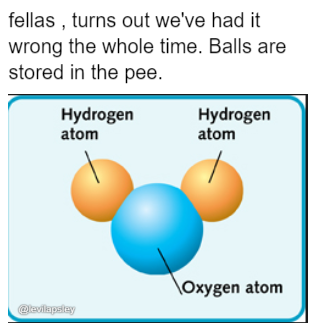 fellas , turns out we've had it
wrong the whole time. Balls are
stored in the pee.
Hydrogen Hydrogen
atom atom
Oxygen atom
@levilapsley